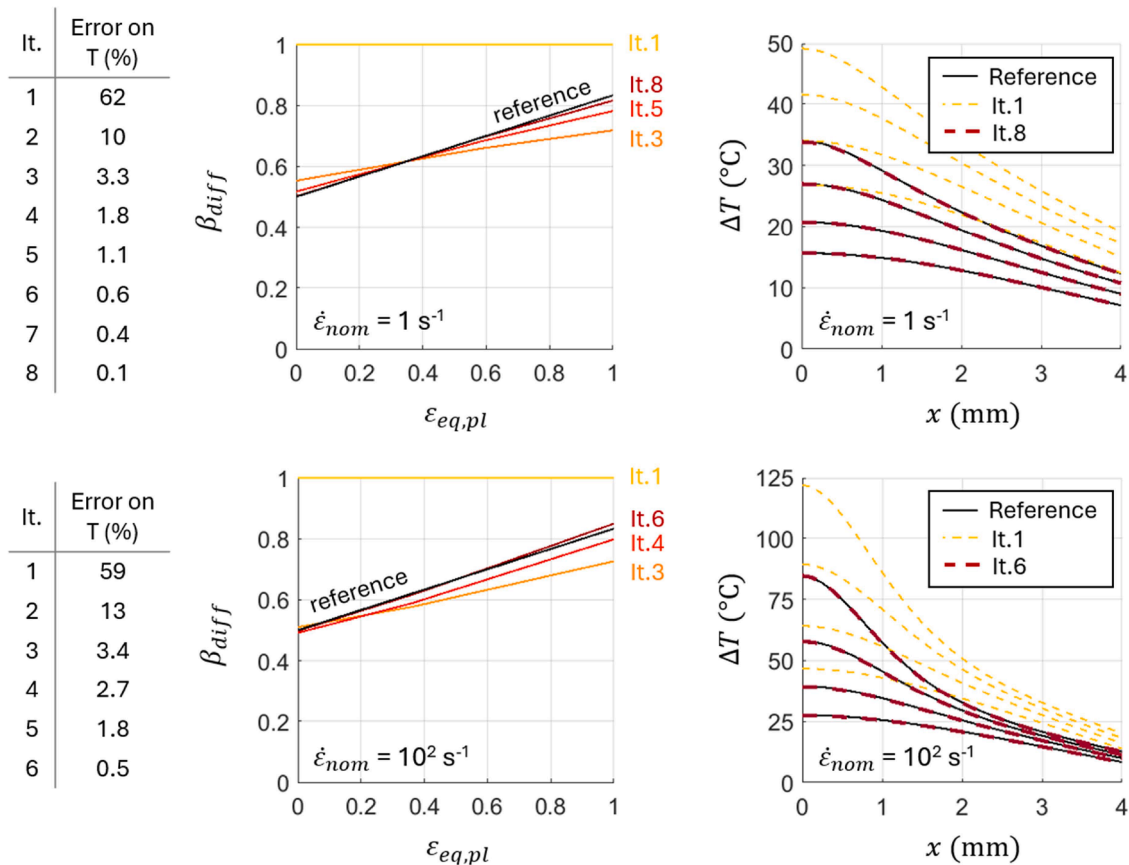 It. Error on
T (%)
1 62
2 10
3 3.3
4 1.8
5 1.1
6 0.6
7 0.4
8 0.1
1
0.8
0.6
0.4
0.2
0
β_diff
reference
It.1
It.8
It.5
It.3
ε̇_nom = 1 s⁻¹
0 0.2 0.4 0.6 0.8 1
ε_eq,pl
50
40
30
20
10
0
ΔT (°C)
Reference
It.1
It.8
ε̇_nom = 1 s⁻¹
0 1 2 3 4
x (mm)
It. Error on
T (%)
1 59
2 13
3 3.4
4 2.7
5 1.8
6 0.5
1
0.8
0.6
0.4
0.2
0
β_diff
reference
It.1
It.6
It.4
It.3
ε̇_nom = 10² s⁻¹
0 0.2 0.4 0.6 0.8 1
ε_eq,pl
125
100
75
50
25
0
ΔT (°C)
Reference
It.1
It.6
ε̇_nom = 10² s⁻¹
0 1 2 3 4
x (mm)